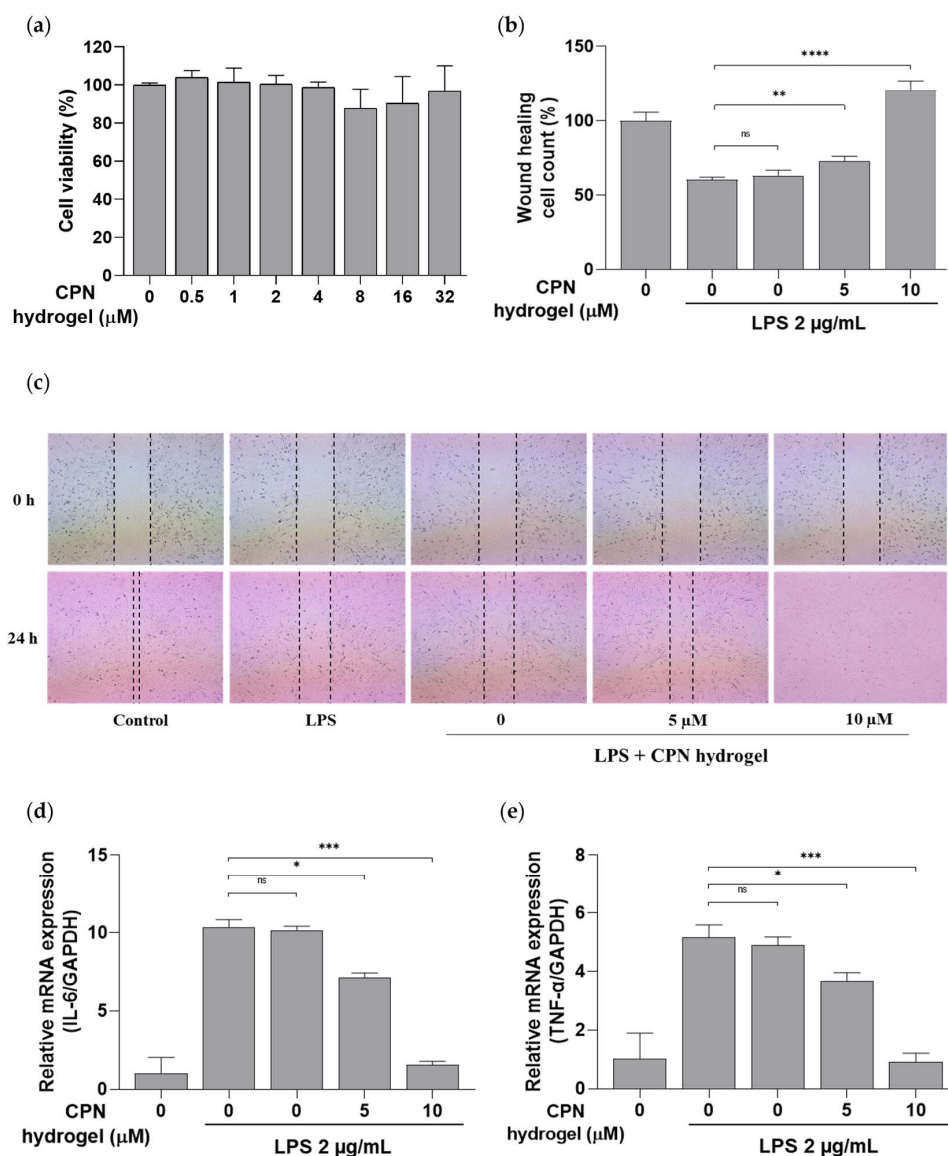 (a)
120
100
80
60
40
20
0
Cell viability (%)
CPN
hydrogel (μM)
0 0.5 1 2 4 8 16 32
(b)
150
100
50
0
Wound healing
cell count (%)
ns
**
****
CPN
hydrogel (μM)
0 0 0 5 10
LPS 2 μg/mL
(c)
0 h
24 h
Control LPS 0 5 μM 10 μM
LPS + CPN hydrogel
(d)
15
10
5
0
Relative mRNA expression
(IL-6/GAPDH)
***
*
ns
CPN
hydrogel (μM)
0 0 0 5 10
LPS 2 μg/mL
(e)
8
6
4
2
0
Relative mRNA expression
(TNF-α/GAPDH)
***
*
ns
CPN
hydrogel (μM)
0 0 0 5 10
LPS 2 μg/mL